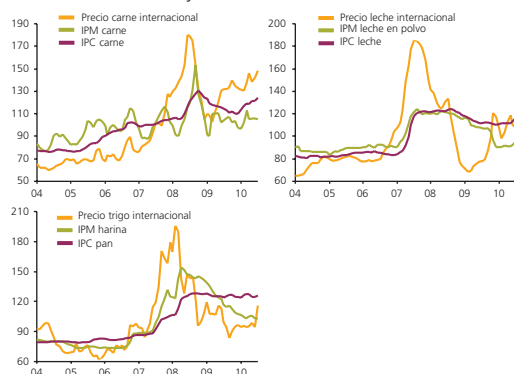 Precio carne internacional
IPM carne
IPC carne
190
170
150
130
110
90
70
50
04 05 06 07 08 09 10
Precio leche internacional
IPM leche en polvo
IPC leche
200
180
160
140
120
100
80
60
04 05 06 07 08 09 10
Precio trigo internacional
IPM harina
IPC pan
210
180
150
120
90
60
04 05 06 07 08 09 10